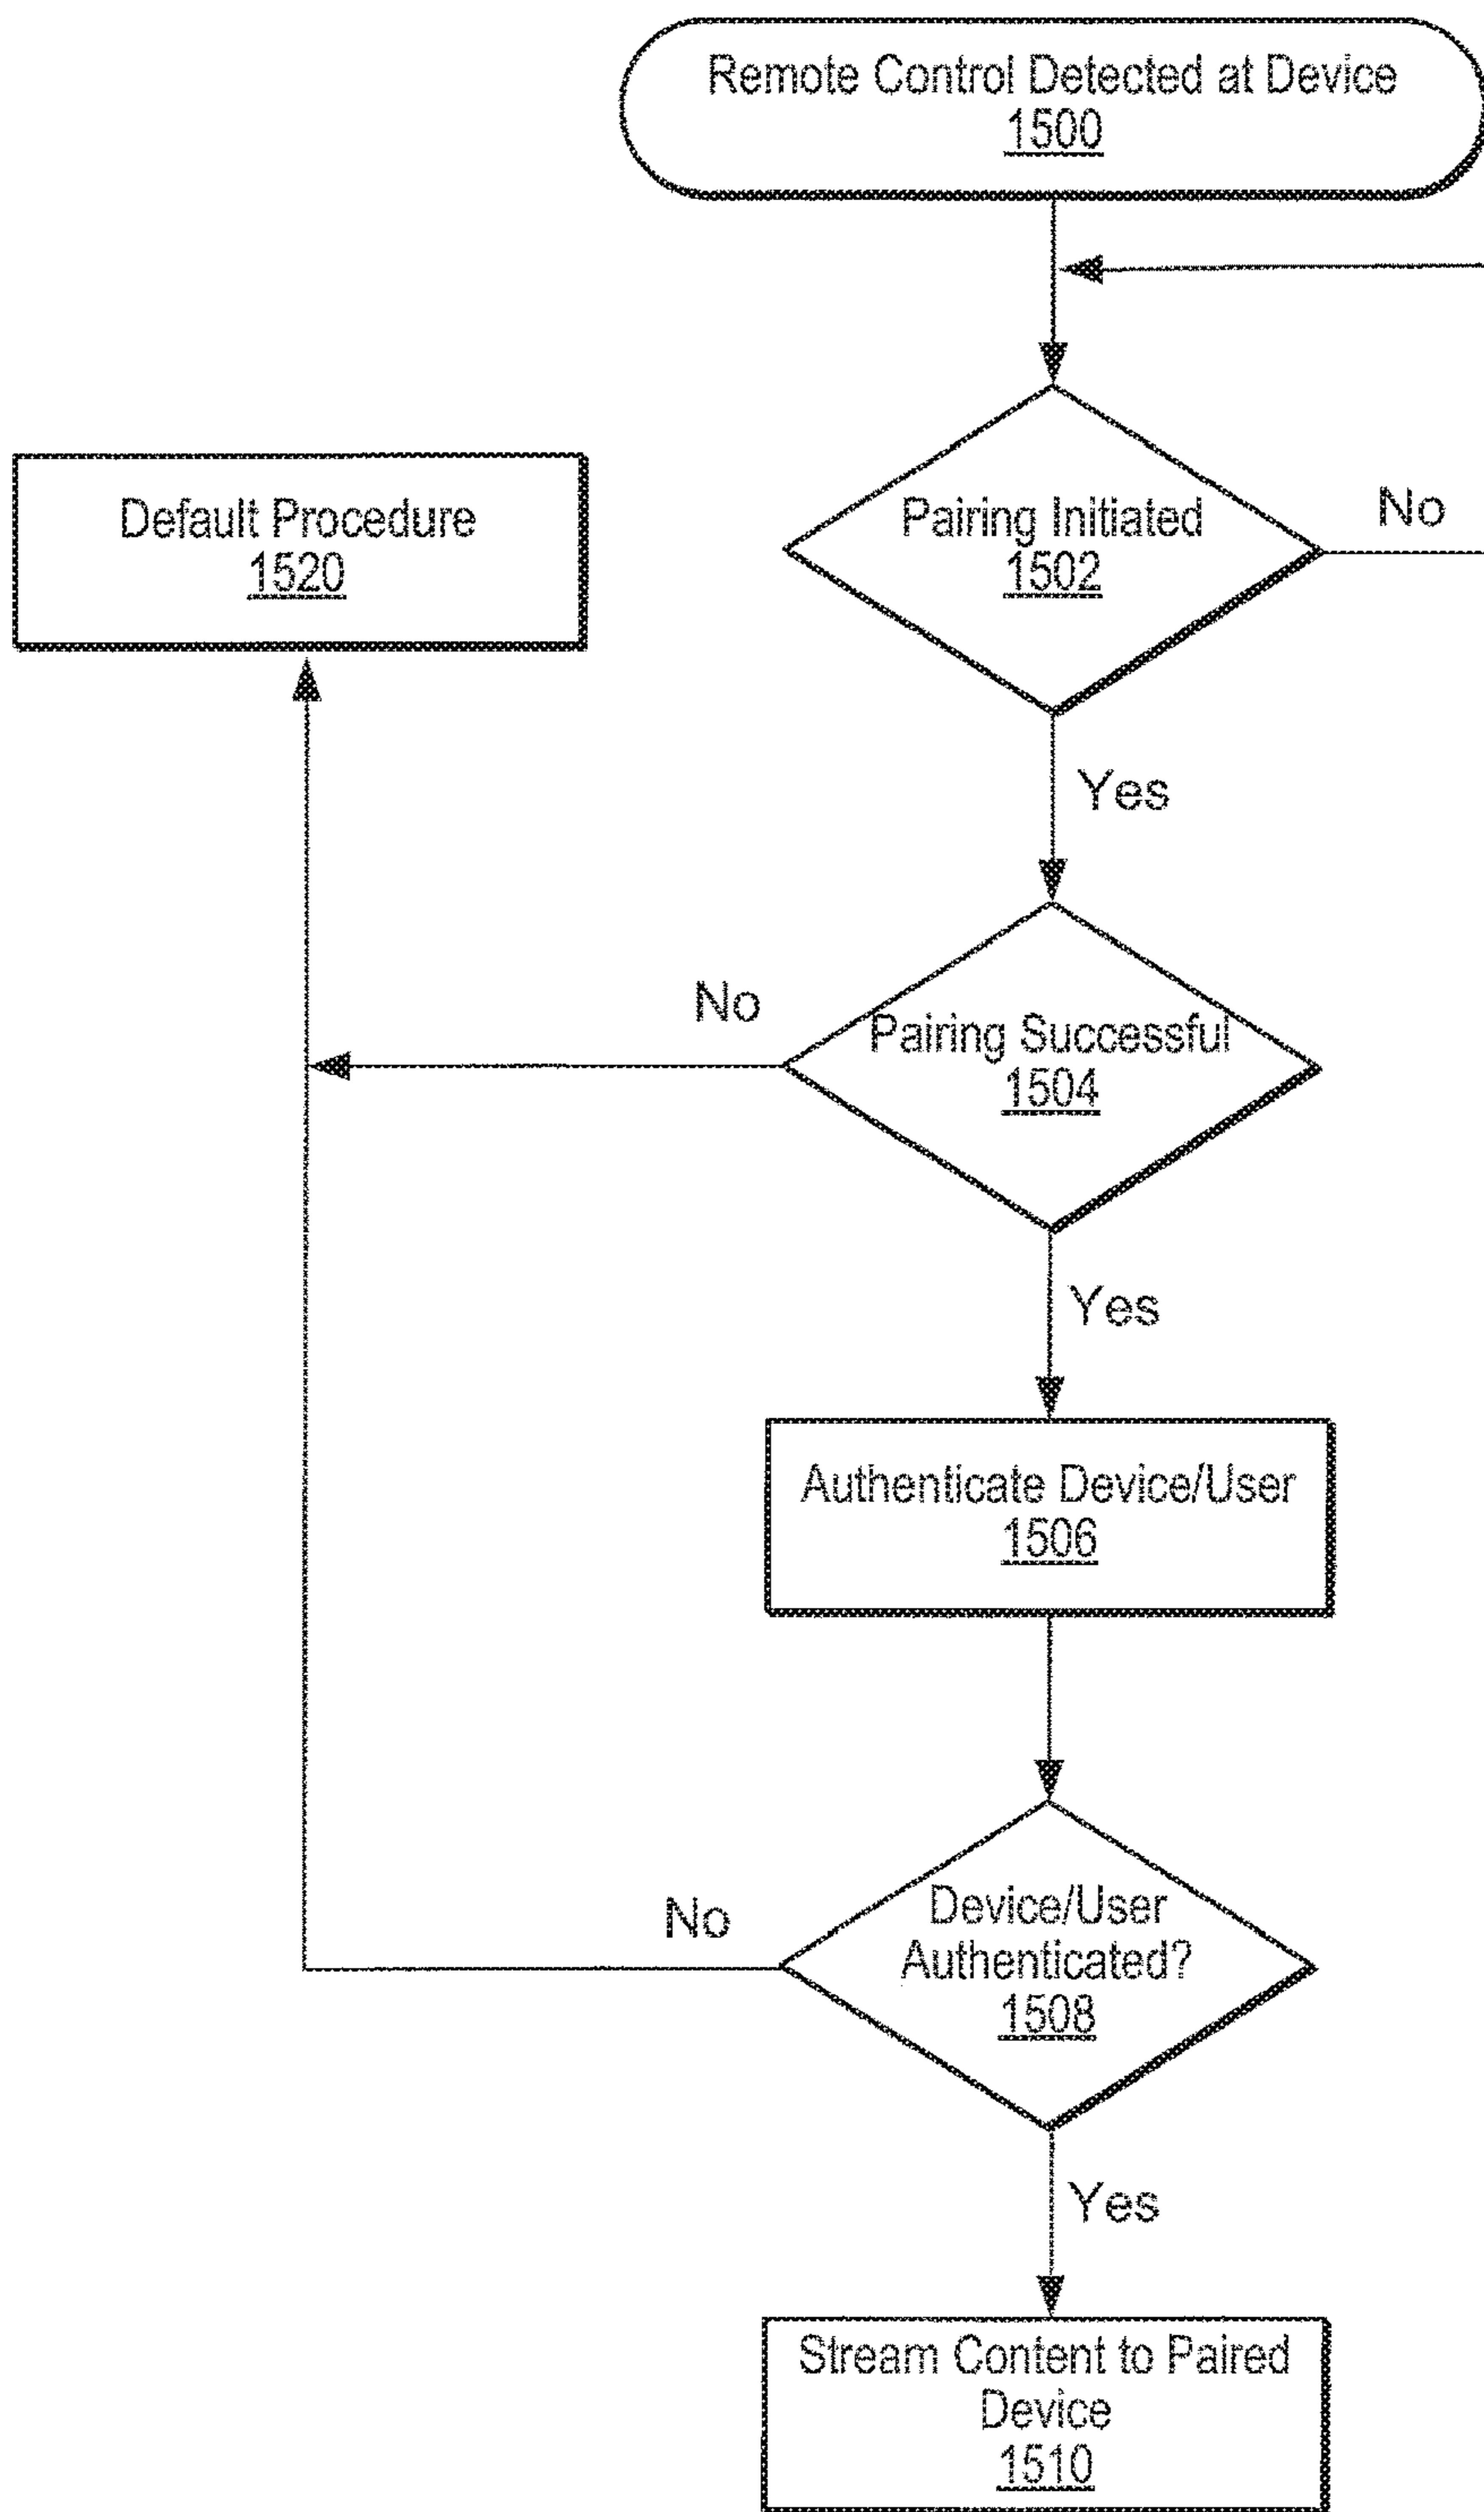 Remote Control Detected at Device
1500
Default Procedure
1520
Pairing Initiated
1502
No
Yes
No
Pairing Successful
1504
Yes
Authenticate Device/User
1506
No
Device/User
Authenticated?
1508
Yes
Stream Content to Paired
Device
1510